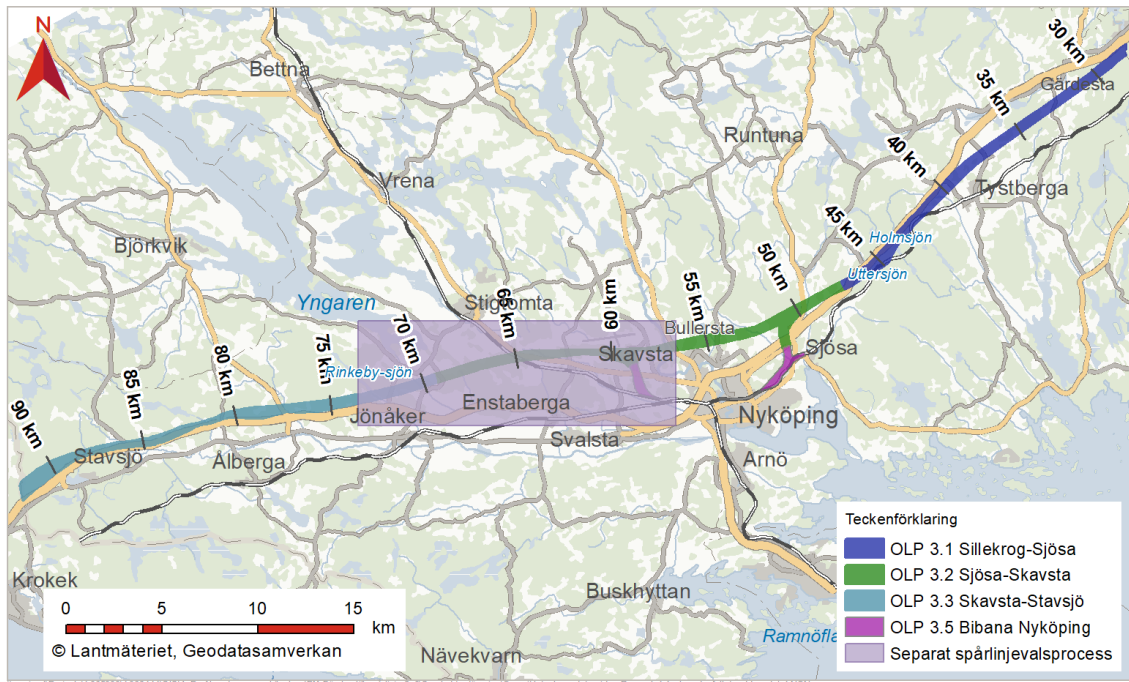 N
30 km
Gärdesta
Bettna
35 km
Runtuna
40 km
Vrena
Tystberga
45 km
Holmsjön
Björkvik
Uttersjön
50 km
Yngaren
Stigtomta
55 km
60 km
65 km
Bullersta
Sjösa
Skavsta
70 km
Rinkeby-sjön
75 km
80 km
Enstaberga
Jönåker
Nyköping
85 km
Svalsta
90 km
Stavsjö
Ålberga
Arnö
Krokek
Buskhyttan
Ramnöfla
Nävekvarn
0 5 10 15
km
© Lantmäteriet, Geodatasamverkan
Teckenförklaring
OLP 3.1 Sillekrog-Sjösa
OLP 3.2 Sjösa-Skavsta
OLP 3.3 Skavsta-Stavsjö
OLP 3.5 Bibana Nyköping
Separat spårlinjevalsprocess